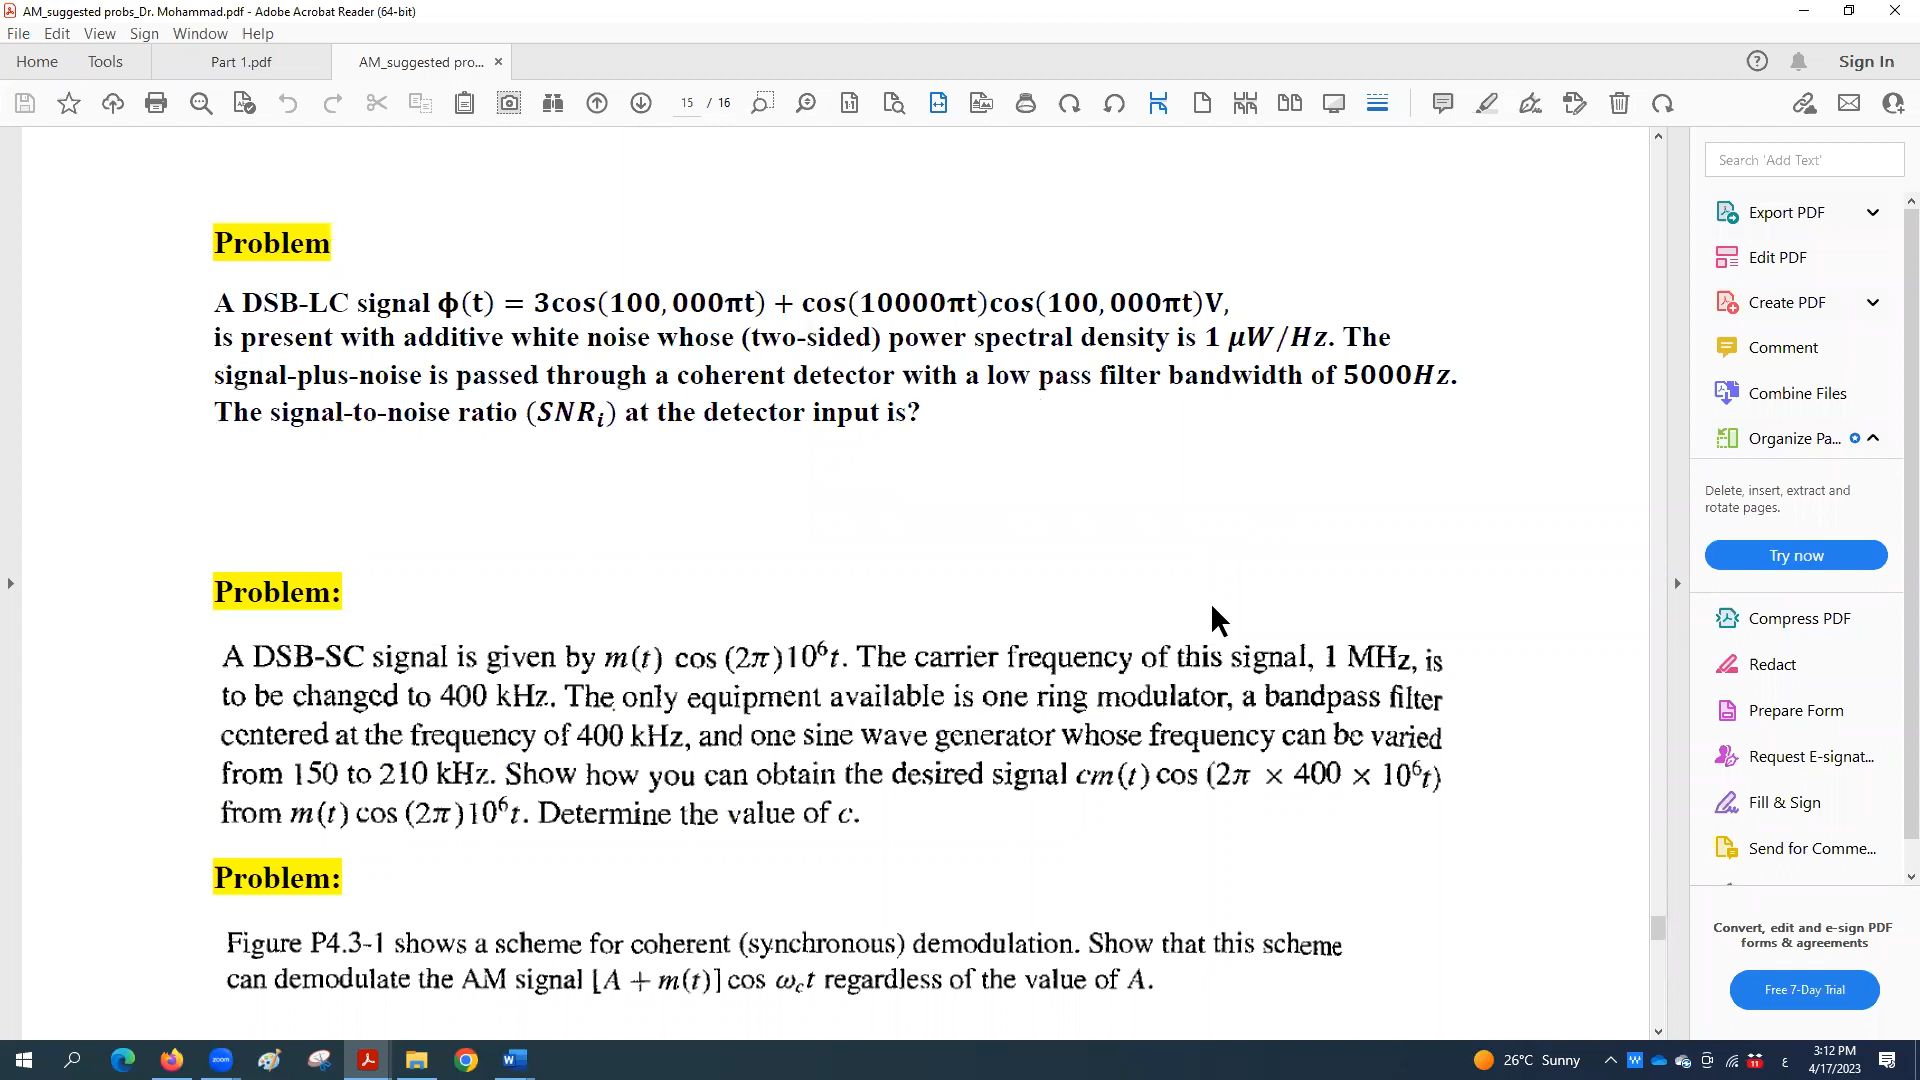 AM_suggested probs_Dr. Mohammad.pdf - Adobe Acrobat Reader (64-bit)
File Edit View Sign Window Help
Home Tools Part 1.pdf AM_suggested pro... × Sign In
15 / 16
Search 'Add Text'
Export PDF
Edit PDF
Create PDF
Comment
Combine Files
Organize Pa...
Delete, insert, extract and
rotate pages.
Try now
Compress PDF
Redact
Prepare Form
Request E-signat...
Fill & Sign
Send for Comme...
Convert, edit and e-sign PDF
forms & agreements
Free 7-Day Trial
Problem
A DSB-LC signal ϕ(t) = 3cos(100,000πt) + cos(10000πt)cos(100,000πt)V,
is present with additive white noise whose (two-sided) power spectral density is 1 μW/Hz. The
signal-plus-noise is passed through a coherent detector with a low pass filter bandwidth of 5000Hz.
The signal-to-noise ratio (SNRᵢ) at the detector input is?
Problem:
A DSB-SC signal is given by m(t) cos (2π)10⁶t. The carrier frequency of this signal, 1 MHz, is
to be changed to 400 kHz. The only equipment available is one ring modulator, a bandpass filter
centered at the frequency of 400 kHz, and one sine wave generator whose frequency can be varied
from 150 to 210 kHz. Show how you can obtain the desired signal cm(t) cos (2π × 400 × 10⁶t)
from m(t) cos (2π)10⁶t. Determine the value of c.
Problem:
Figure P4.3-1 shows a scheme for coherent (synchronous) demodulation. Show that this scheme
can demodulate the AM signal [A + m(t)] cos ω꜀t regardless of the value of A.
zoom
26°C Sunny
11
ع
3:12 PM
4/17/2023